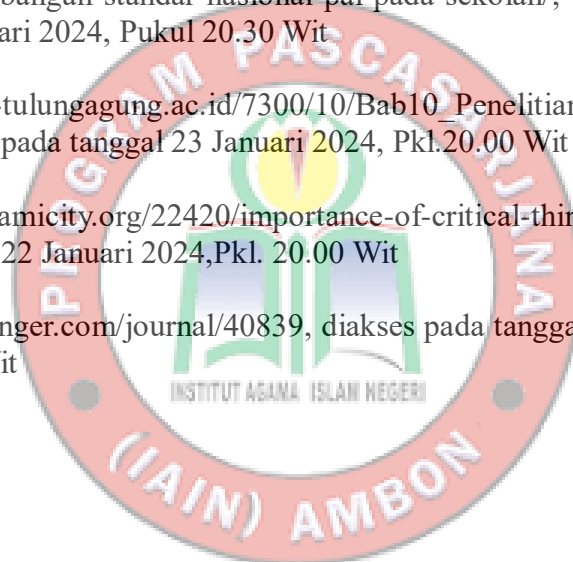 bangun standar nasional pai pada sekolah/,
ari 2024, Pukul 20.30 Wit
-tulungagung.ac.id/7300/10/Bab10_Penelitian
pada tanggal 23 Januari 2024, Pkl.20.00 Wit
amicity.org/22420/importance-of-critical-thin
22 Januari 2024,Pkl. 20.00 Wit
nger.com/journal/40839, diakses pada tangga
it
PROGRAM PASCASARJANA
INSTITUT AGAMA ISLAM NEGERI
(IAIN) AMBON